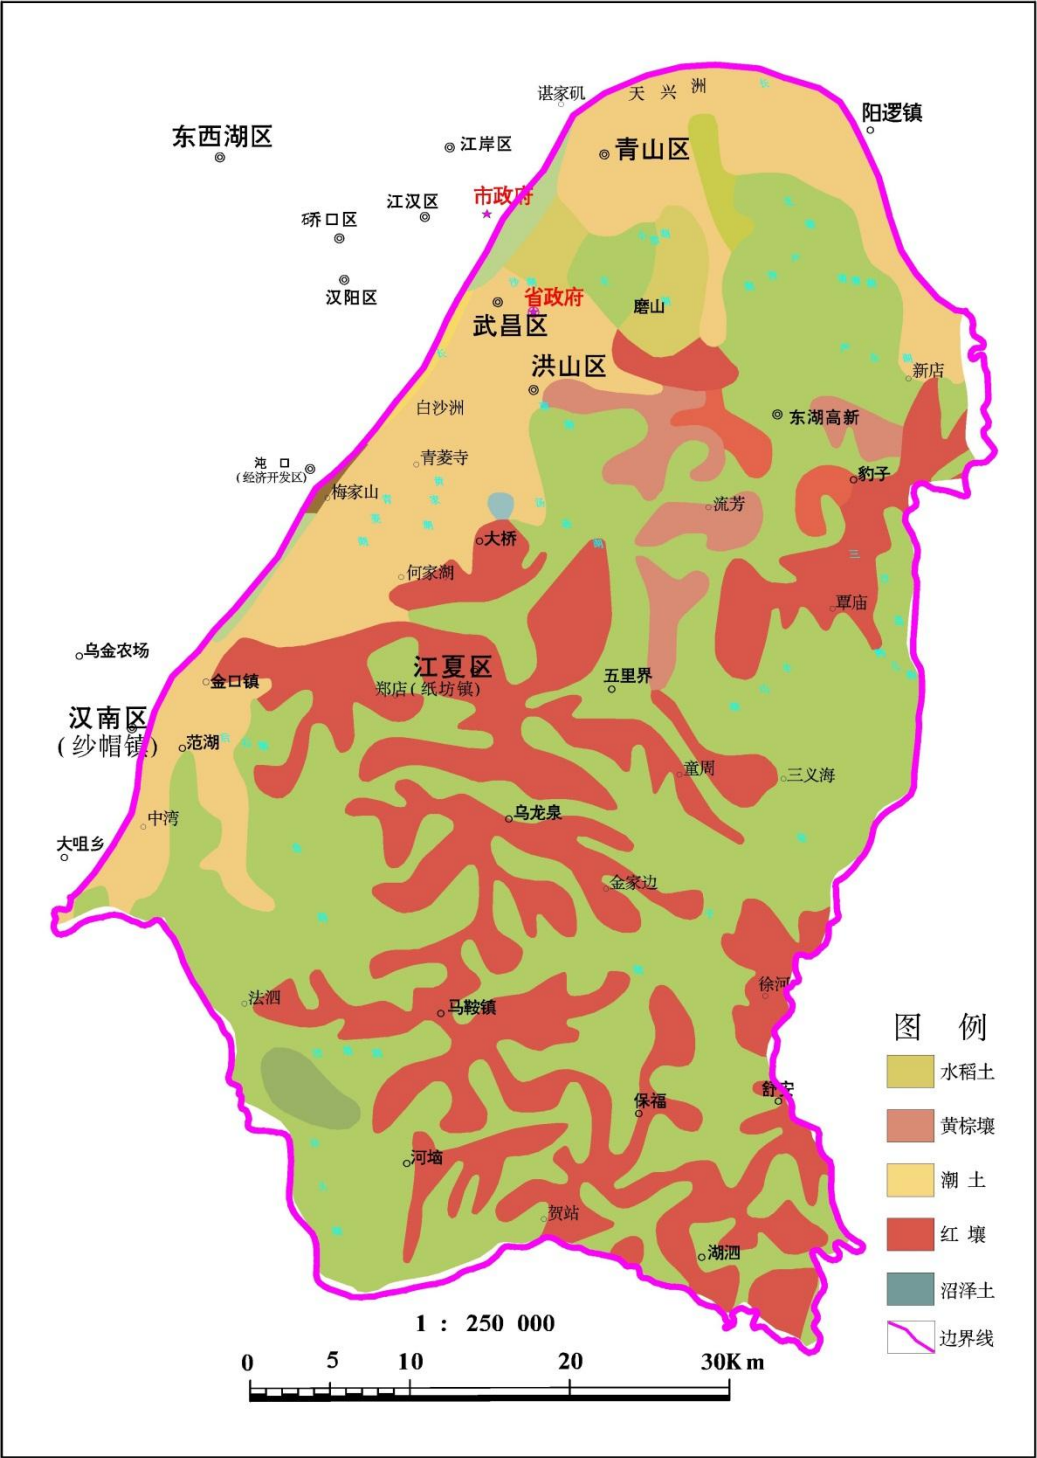 谌家矶
天兴洲
长
阳逻镇
东西湖区
江岸区
青山区
市政府
江汉区
硚口区
汉阳区
沙湖
省政府
磨山
武昌区
长
洪山区
新店
白沙洲
东湖高新
青菱寺
沌 口
(经济开发区)
豹子
梅家山
流芳
大桥
三
何家湖
覃庙
乌金农场
江夏区
五里界
金口镇
郑店(纸坊镇)
汉南区
(纱帽镇)
范湖
童周
三义海
中湾
乌龙泉
大咀乡
金家边
徐河
法泗
马鞍镇
图 例
水稻土
舒安
保福
黄棕壤
河垴
潮 土
贺站
红 壤
湖泗
沼泽土
1 : 250 000
边界线
0 5 10 20 30Km